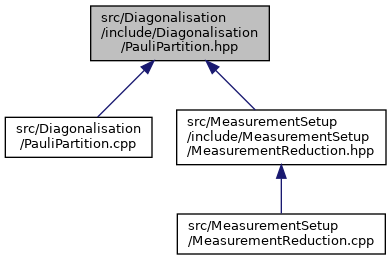 src/Diagonalisation
/include/Diagonalisation
/PauliPartition.hpp
src/Diagonalisation
/PauliPartition.cpp
src/MeasurementSetup
/include/MeasurementSetup
/MeasurementReduction.hpp
src/MeasurementSetup
/MeasurementReduction.cpp